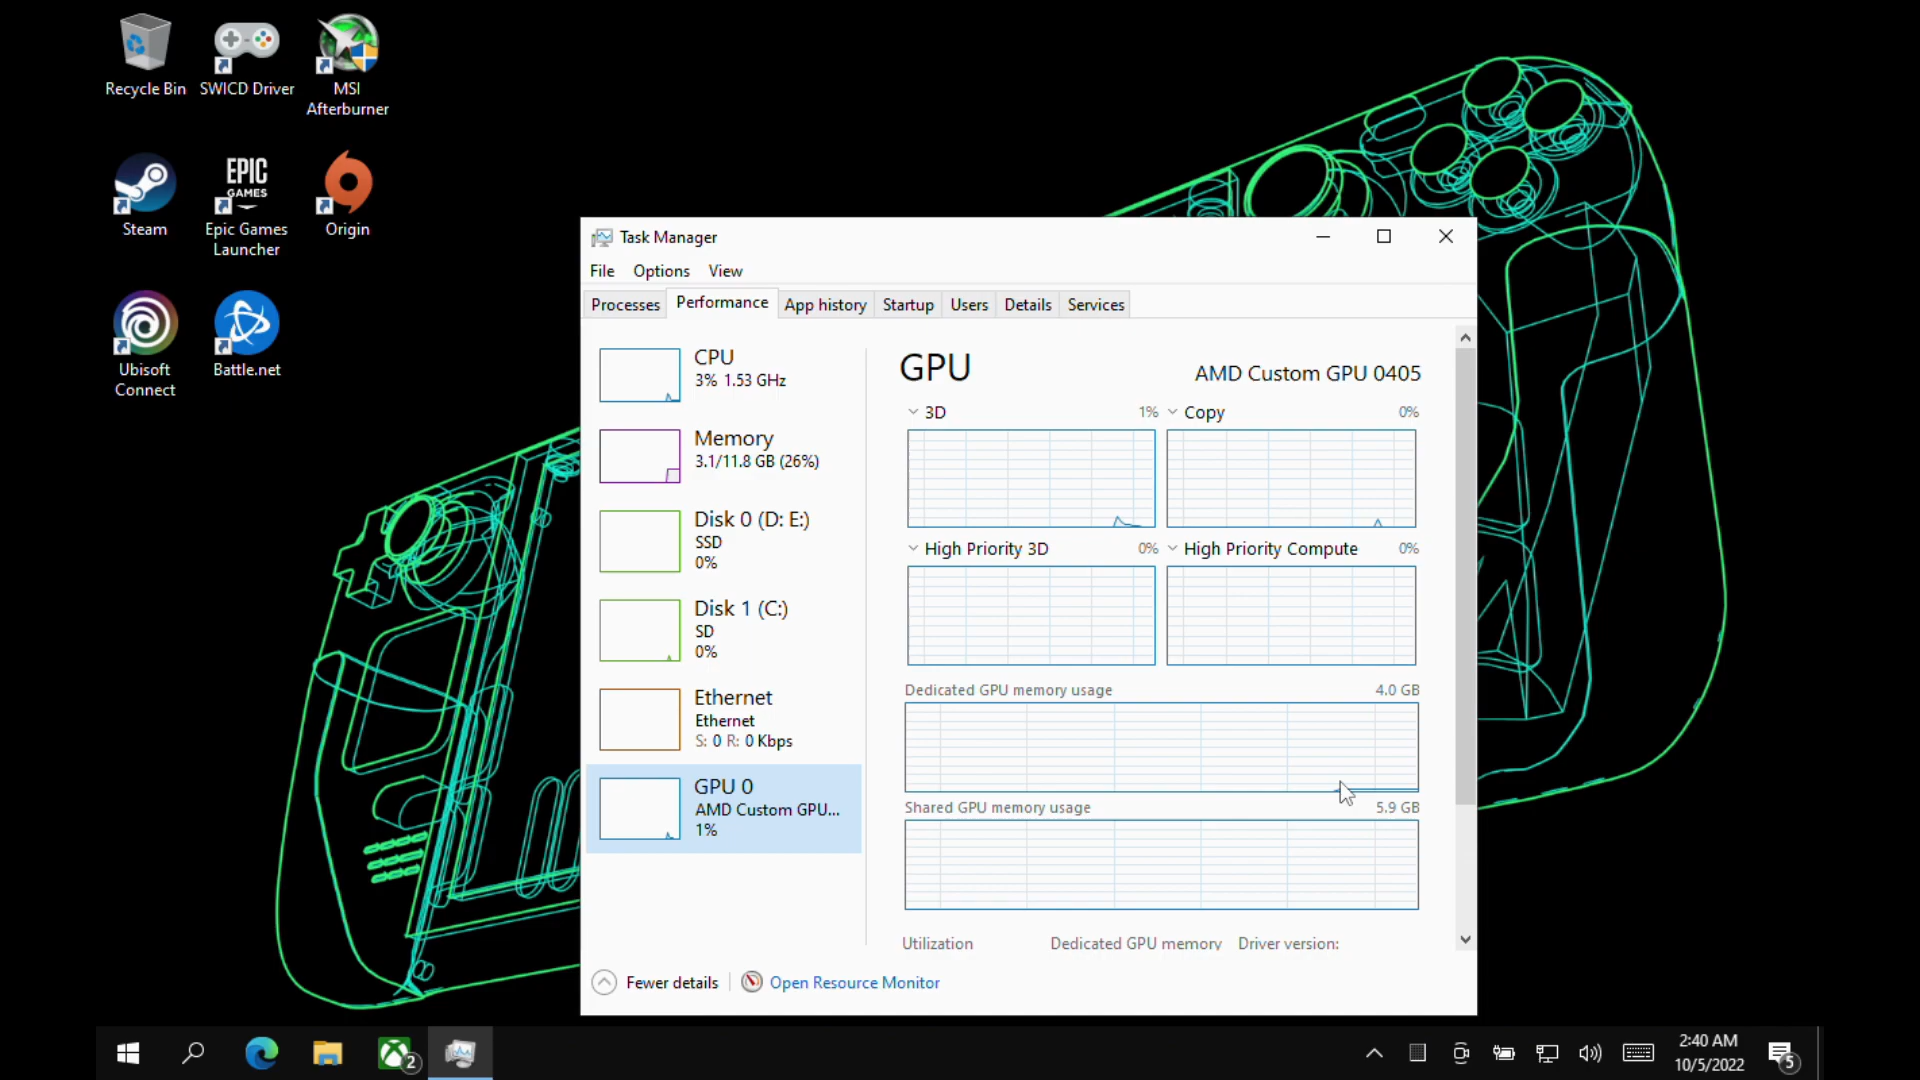 Recycle Bin
SWICD Driver
MSI
Afterburner
Steam
EPIC
GAMES
Epic Games
Launcher
Origin
Ubisoft
Connect
Battle.net
Task Manager
File Options View
Processes Performance App history Startup Users Details Services
CPU
3% 1.53 GHz
Memory
3.1/11.8 GB (26%)
Disk 0 (D: E:)
SSD
0%
Disk 1 (C:)
SD
0%
Ethernet
Ethernet
S: 0 R: 0 Kbps
GPU 0
AMD Custom GPU...
1%
GPU AMD Custom GPU 0405
3D 1% Copy 0%
High Priority 3D 0% High Priority Compute 0%
Dedicated GPU memory usage 4.0 GB
Shared GPU memory usage 5.9 GB
Utilization Dedicated GPU memory Driver version:
Fewer details Open Resource Monitor
2
2:40 AM
10/5/2022
5